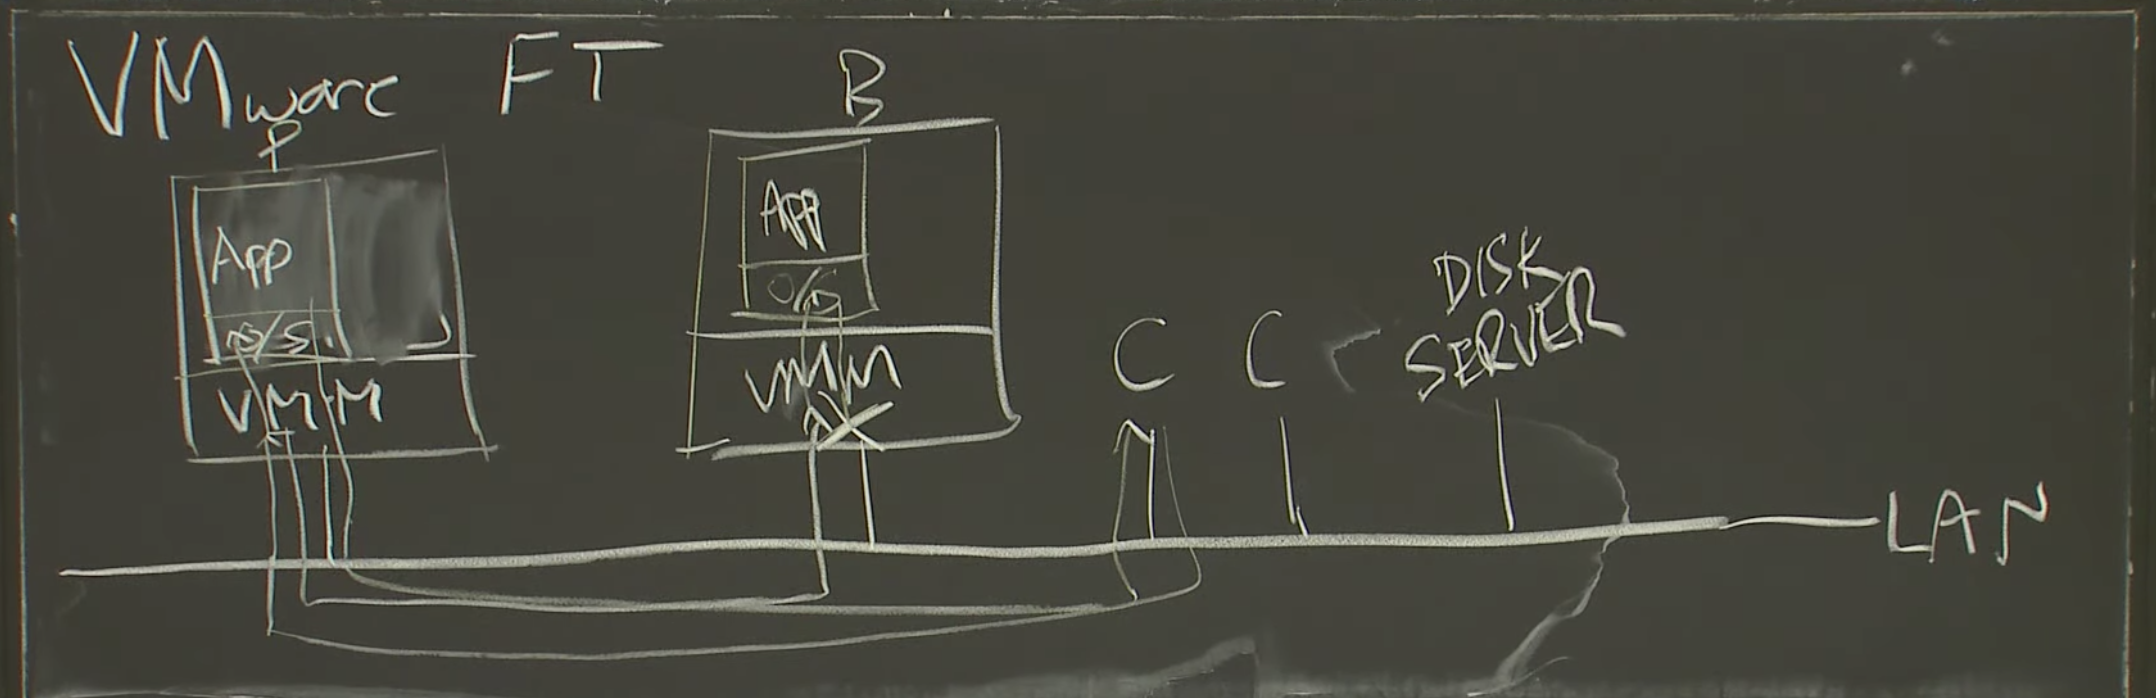 VMware FT
P
App
O/S
VMM
B
App
O/S
VMM
C
C
DISK
SERVER
LAN